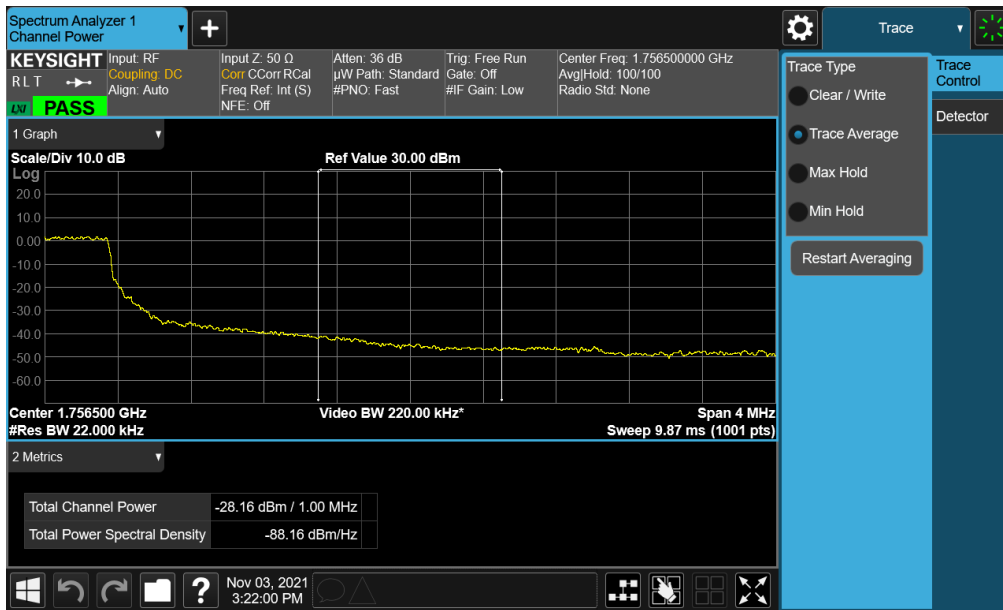 Spectrum Analyzer 1
Channel Power
+
Trace
KEYSIGHT
R L T
LXI
PASS
Input: RF
Coupling: DC
Align: Auto
Input Z: 50 Ω
Corr CCorr RCal
Freq Ref: Int (S)
NFE: Off
Atten: 36 dB
µW Path: Standard
#PNO: Fast
Trig: Free Run
Gate: Off
#IF Gain: Low
Center Freq: 1.756500000 GHz
Avg|Hold: 100/100
Radio Std: None
Trace Type
Clear / Write
Trace Average
Max Hold
Min Hold
Restart Averaging
Trace
Control
Detector
1 Graph
Scale/Div 10.0 dB
Ref Value 30.00 dBm
Log
20.0
10.0
0.00
-10.0
-20.0
-30.0
-40.0
-50.0
-60.0
Center 1.756500 GHz
#Res BW 22.000 kHz
Video BW 220.00 kHz*
Span 4 MHz
Sweep 9.87 ms (1001 pts)
2 Metrics
Total Channel Power -28.16 dBm / 1.00 MHz
Total Power Spectral Density -88.16 dBm/Hz
?
Nov 03, 2021
3:22:00 PM